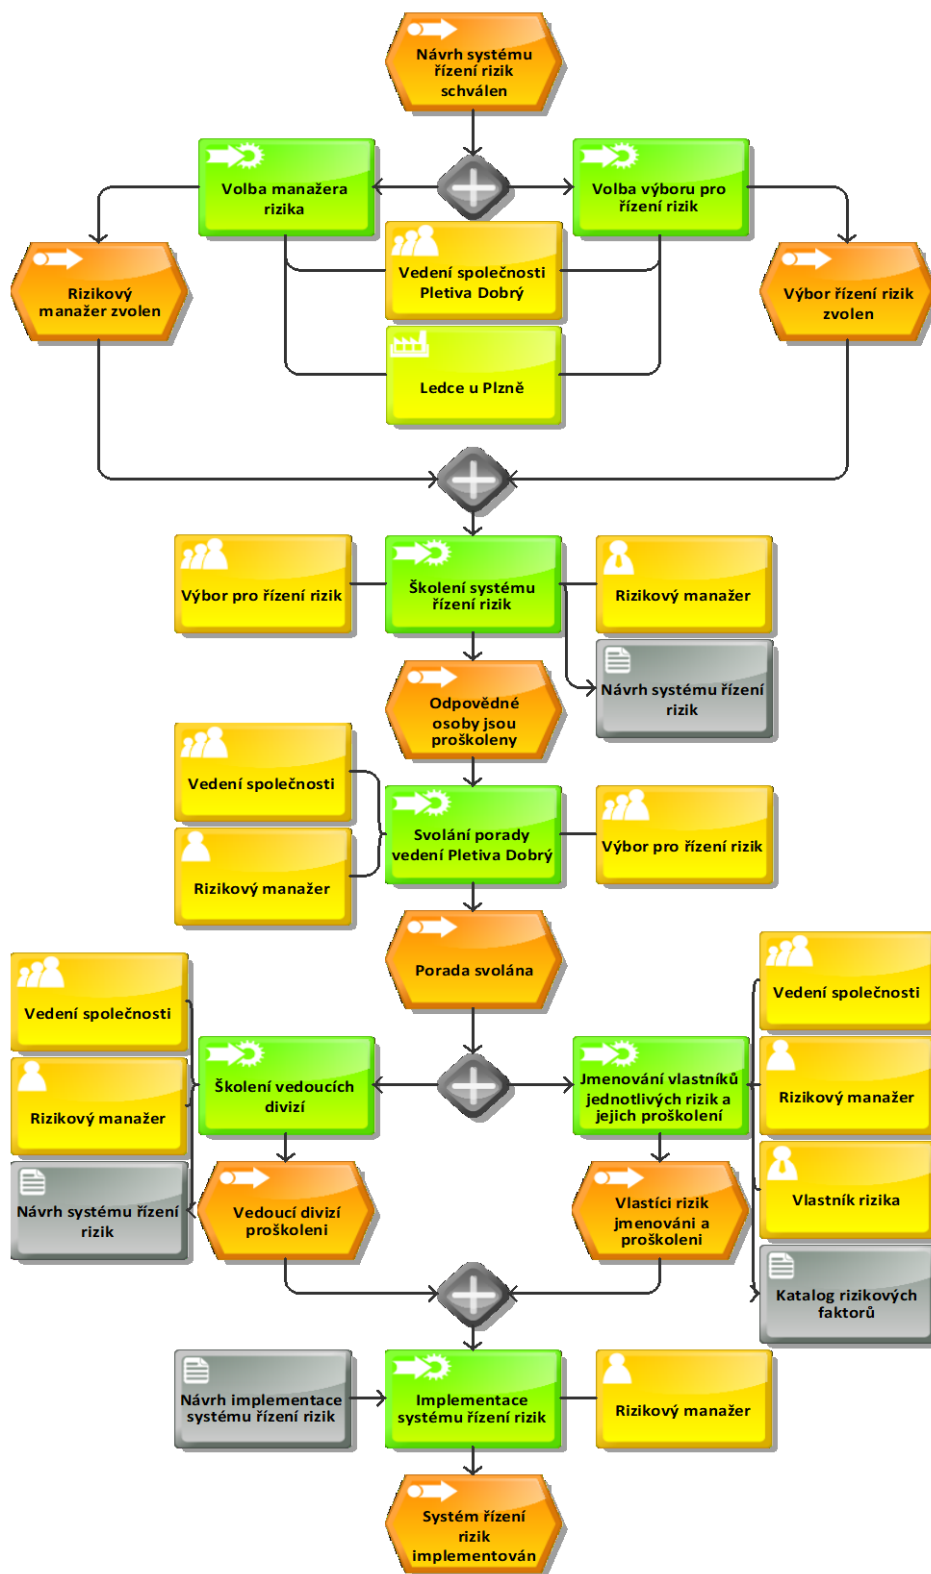 Návrh systému
řízení rizik
schválen
Volba manažera
rizika
Volba výboru pro
řízení rizik
Rizikový
manažer zvolen
Vedení společnosti
Pletiva Dobrý
Výbor řízení rizik
zvolen
Ledce u Plzně
Výbor pro řízení rizik
Školení systému
řízení rizik
Rizikový manažer
Návrh systému řízení
rizik
Odpovědné
osoby jsou
proškoleny
Vedení společnosti
Rizikový manažer
Svolání porady
vedení Pletiva Dobrý
Výbor pro řízení rizik
Porada svolána
Vedení společnosti
Rizikový manažer
Návrh systému řízení
rizik
Školení vedoucích
divizí
Jmenování vlastníků
jednotlivých rizik a
jejich proškolení
Vedení společnosti
Rizikový manažer
Vlastník rizika
Katalog rizikových
faktorů
Vedoucí divizí
proškoleni
Vlastíci rizik
jmenováni a
proškoleni
Návrh implementace
systému řízení rizik
Implementace
systému řízení rizik
Rizikový manažer
Systém řízení
rizik
implementován